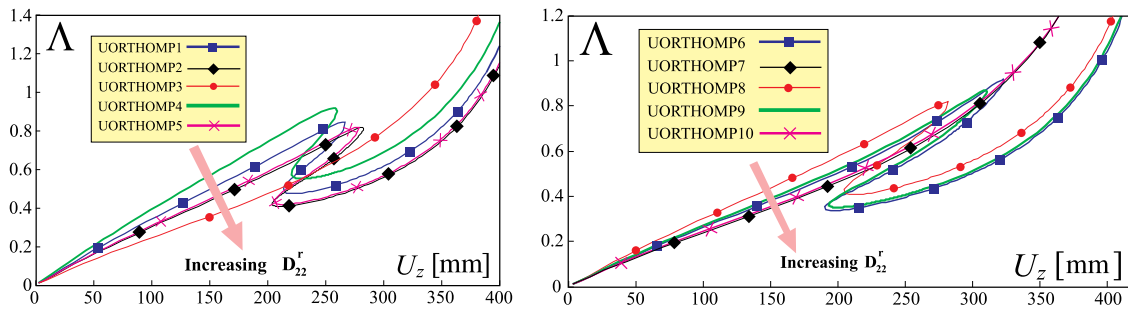 1.4
1.2
1
0.8
0.6
0.4
0.2
0
Λ
UORTHOMP1
UORTHOMP2
UORTHOMP3
UORTHOMP4
UORTHOMP5
Increasing D₂₂ʳ
U_z [mm]
0 50 100 150 200 250 300 350 400
1.2
1
0.8
0.6
0.4
0.2
0
Λ
UORTHOMP6
UORTHOMP7
UORTHOMP8
UORTHOMP9
UORTHOMP10
Increasing D₂₂ʳ
U_z [mm]
0 50 100 150 200 250 300 350 400